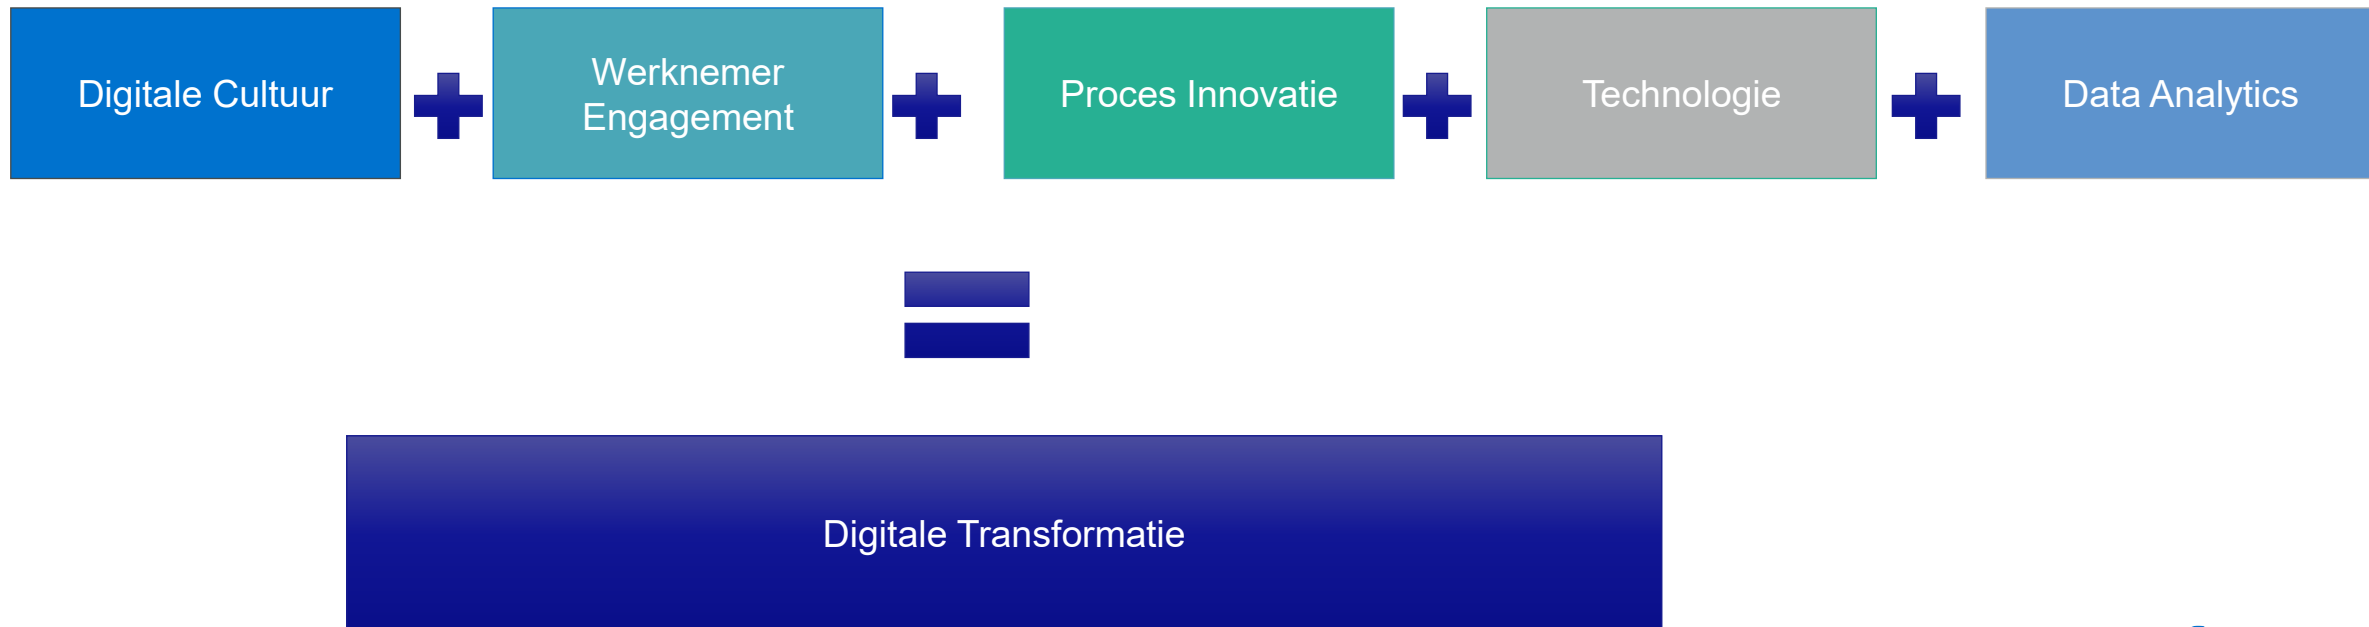 Digitale Cultuur
Werknemer
Engagement
Proces Innovatie
Technologie
Data Analytics
Digitale Transformatie